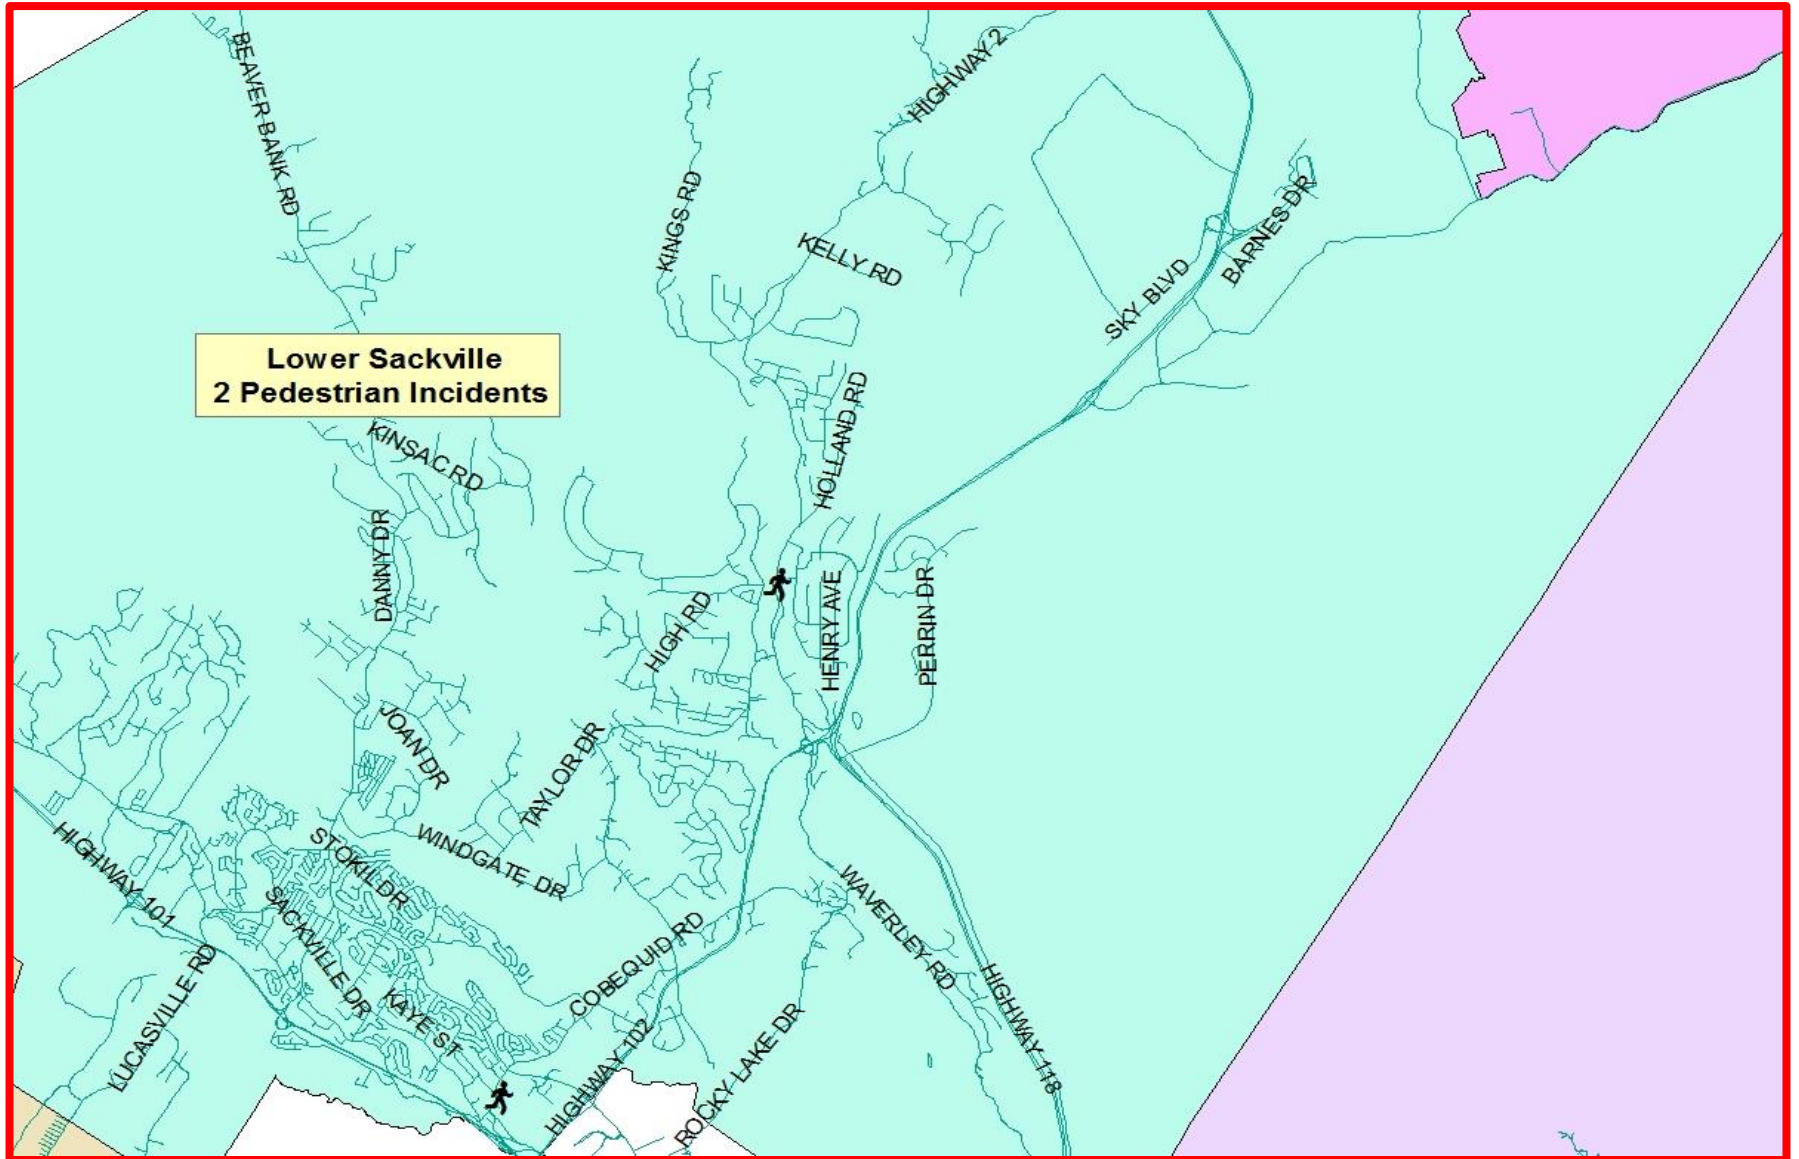 BEAVER BANK RD
HIGHWAY 2
KINGS RD
KELLY RD
BARNES DR
SKY BLVD
Lower Sackville
2 Pedestrian Incidents
HOLLAND RD
KINSAC RD
DANNY DR
HENRY AVE
PERRIN DR
HIGH RD
JOAN DR
TAYLOR DR
HIGHWAY 101
STOKIL DR
WINDGATE DR
SACKVILLE DR
WAVERLEY RD
COBEQUID RD
LUCASVILLE RD
KAYE ST
HIGHWAY 118
HIGHWAY 102
ROCKY LAKE DR